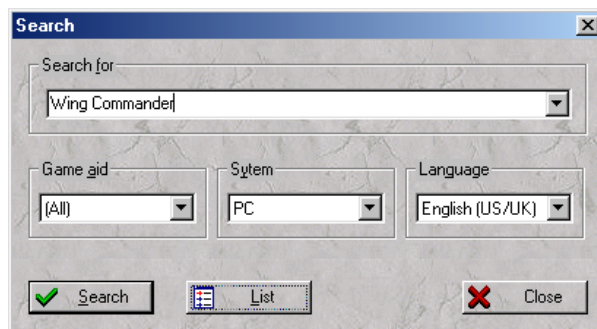 Search
Search for
Wing Commander
Game aid Sytem Language
(All) PC English (US/UK)
Search List Close